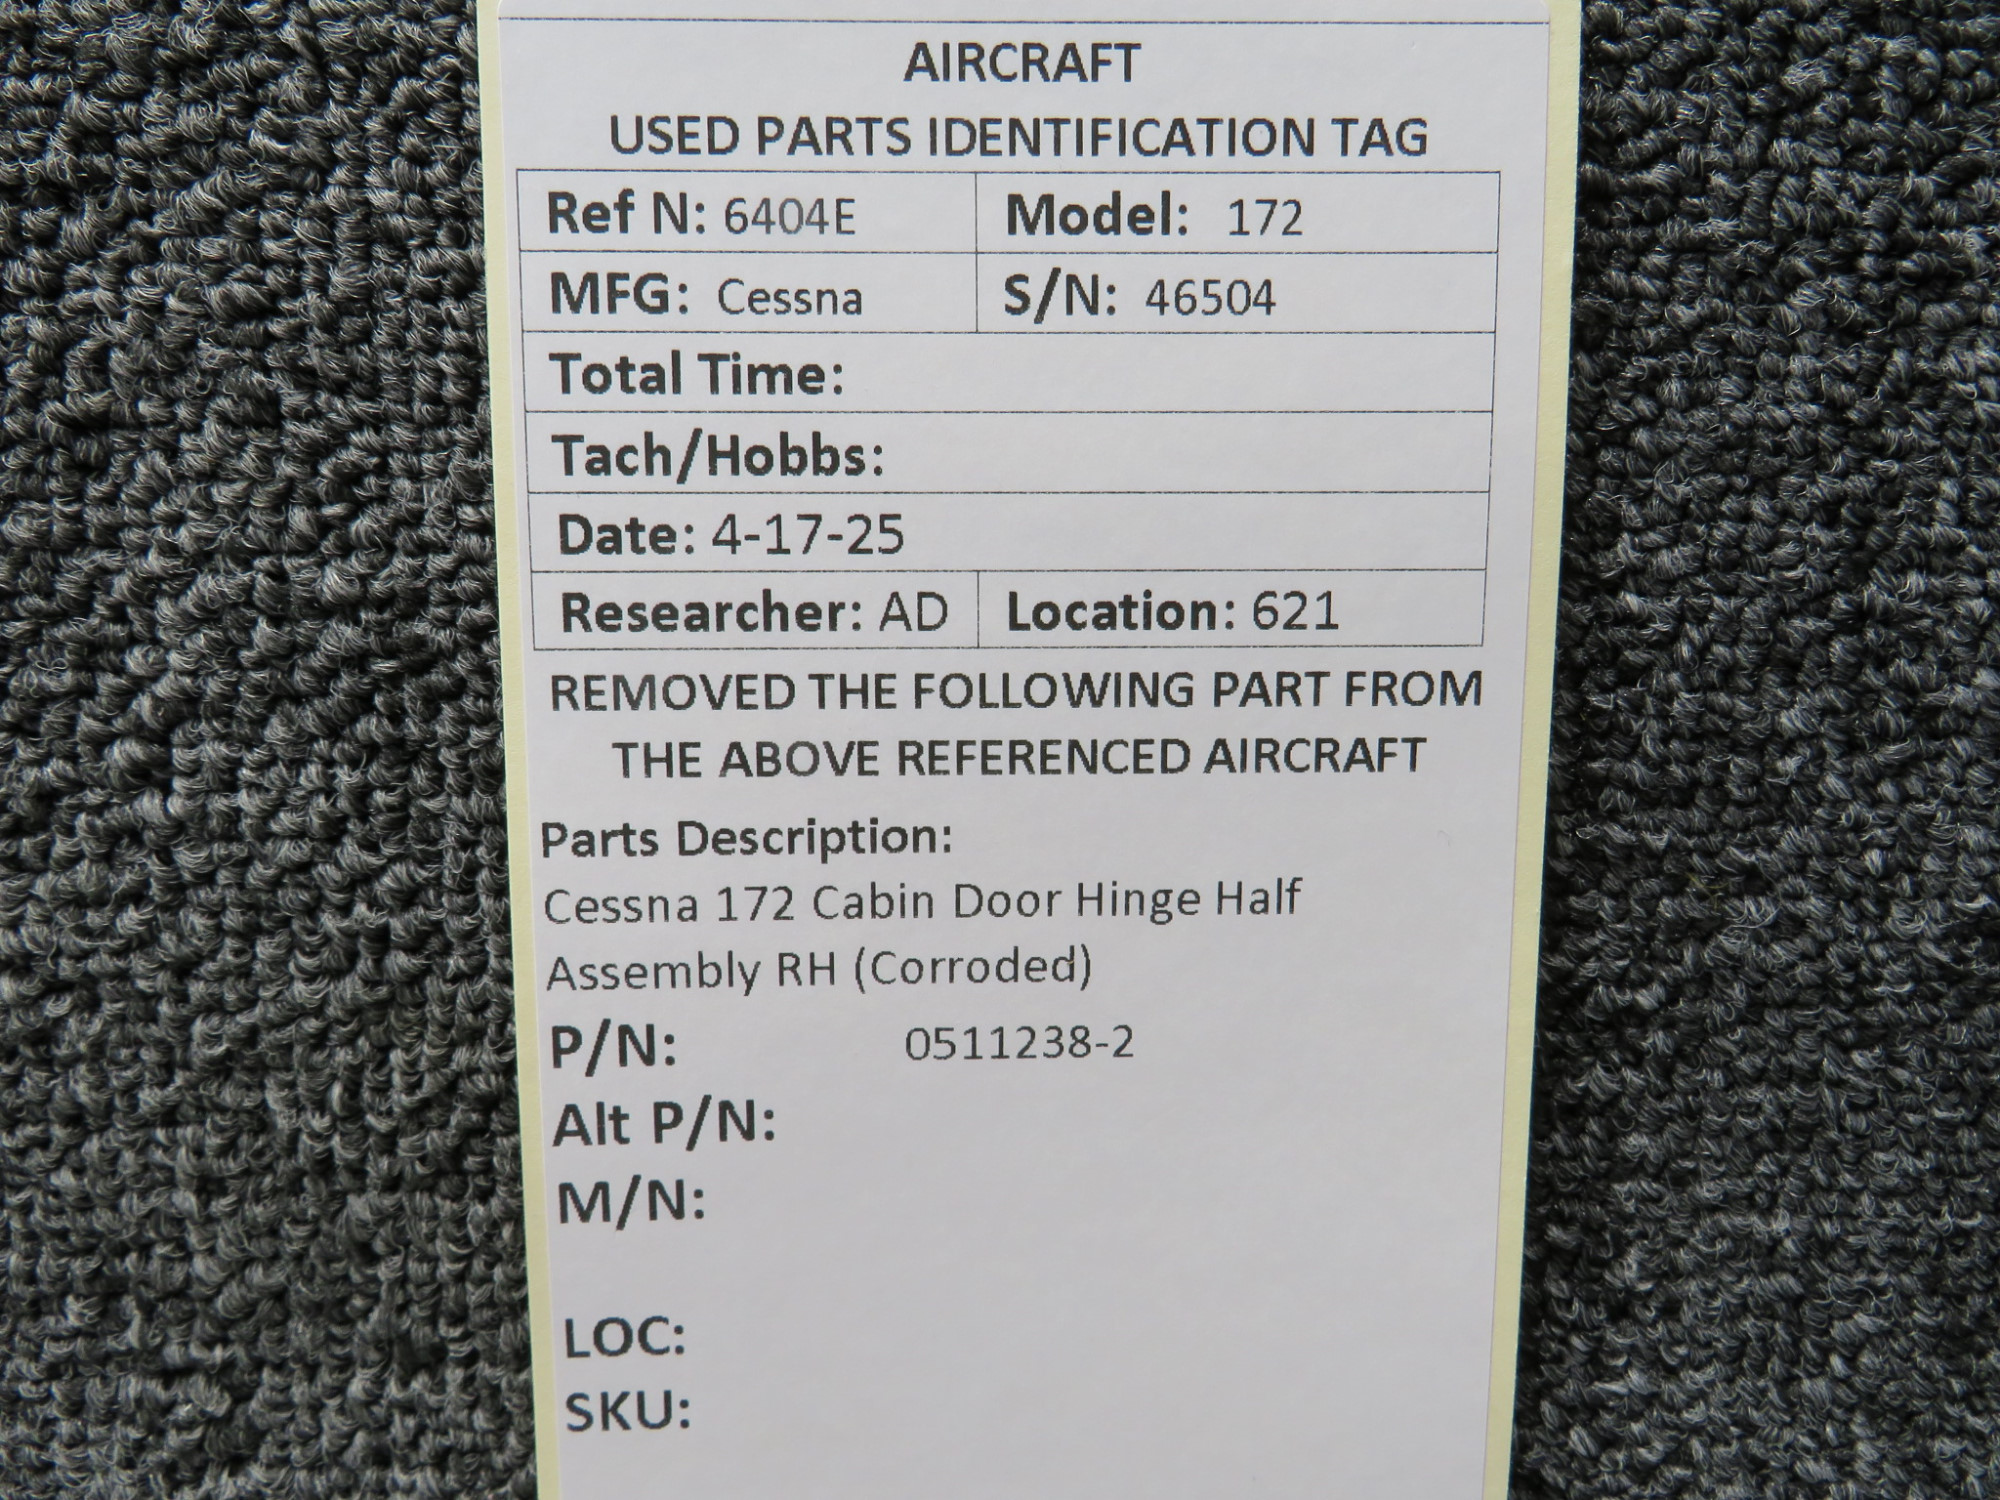 AIRCRAFT
USED PARTS IDENTIFICATION TAG
Ref N: 6404E Model: 172
MFG: Cessna S/N: 46504
Total Time:
Tach/Hobbs:
Date: 4-17-25
Researcher: AD Location: 621
REMOVED THE FOLLOWING PART FROM
THE ABOVE REFERENCED AIRCRAFT
Parts Description:
Cessna 172 Cabin Door Hinge Half
Assembly RH (Corroded)
P/N: 0511238-2
Alt P/N:
M/N:
LOC:
SKU: